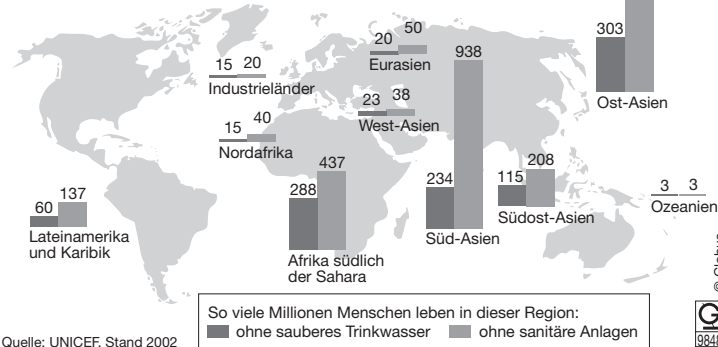 50
20
938
303
Eurasien
15 20
Industrieländer
Ost-Asien
23 38
West-Asien
15 40
Nordafrika
437
288
234
115 208
3 3
60 137
Südost-Asien
Ozeanien
Süd-Asien
Lateinamerika
und Karibik
Afrika südlich
der Sahara
So viele Millionen Menschen leben in dieser Region:
ohne sauberes Trinkwasser ohne sanitäre Anlagen
Quelle: UNICEF, Stand 2002